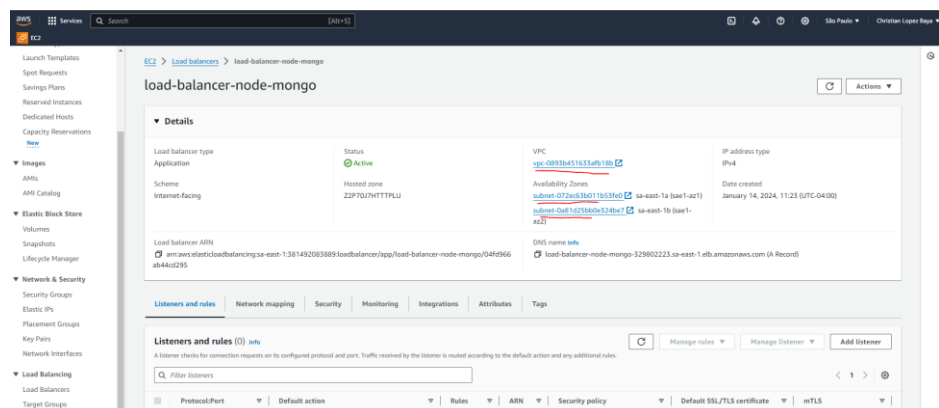 aws
Services
Search
[Alt+S]
São Paulo
Christian Lopez Baya
EC2
Launch Templates
Spot Requests
Savings Plans
Reserved Instances
Dedicated Hosts
Capacity Reservations
New
Images
AMIs
AMI Catalog
Elastic Block Store
Volumes
Snapshots
Lifecycle Manager
Network & Security
Security Groups
Elastic IPs
Placement Groups
Key Pairs
Network Interfaces
Load Balancing
Load Balancers
Target Groups
EC2 > Load balancers > load-balancer-node-mongo
load-balancer-node-mongo
Actions
Details
Load balancer type
Application
Status
Active
VPC
vpc-0893b451633afb18b
IP address type
IPv4
Scheme
Internet-facing
Hosted zone
Z2P70J7HTTTPLU
Availability Zones
subnet-072ec63b011b53fe0 sa-east-1a (sae1-az1)
subnet-0a81d25bb0e324be7 sa-east-1b (sae1-
az2)
Date created
January 14, 2024, 11:23 (UTC-04:00)
Load balancer ARN
arn:aws:elasticloadbalancing:sa-east-1:381492083889:loadbalancer/app/load-balancer-node-mongo/04fd966
ab44cd295
DNS name Info
load-balancer-node-mongo-329802223.sa-east-1.elb.amazonaws.com (A Record)
Listeners and rules
Network mapping
Security
Monitoring
Integrations
Attributes
Tags
Listeners and rules (0) Info
Manage rules
Manage listener
Add listener
A listener checks for connection requests on its configured protocol and port. Traffic received by the listener is routed according to the default action and any additional rules.
Filter listeners
1
Protocol:Port
Default action
Rules
ARN
Security policy
Default SSL/TLS certificate
mTLS